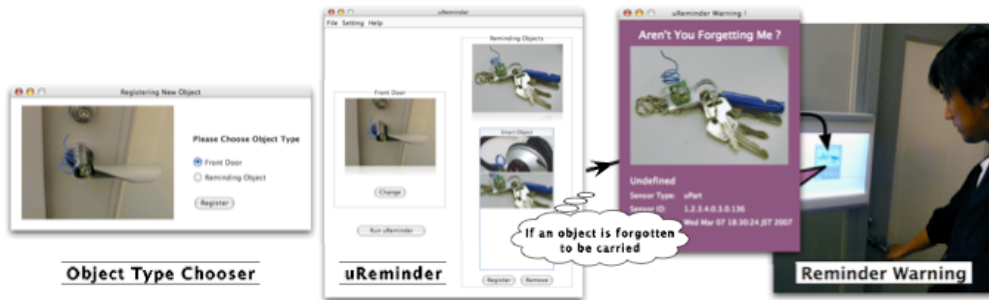 Registering New Object
Please Choose Object Type
Front Door
Reminding Object
Register
Object Type Chooser
uReminder
File Setting Help
Front Door
Change
Run uReminder
Reminding Objects
Smart Object
Register
Remove
uReminder
If an object is forgotten
to be carried
uReminder Warning !
Aren't You Forgetting Me ?
Undefined
Sensor Type: uPart
Sensor ID: 1.2.3.4.0.3.0.136
Wed Mar 07 18:30:24 JST 2007
Reminder Warning